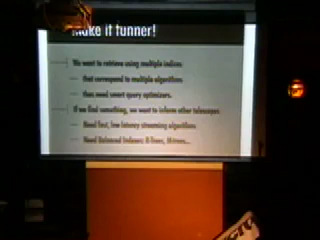 Make it funner!
We want to retrieve using multiple indices
that correspond to multiple algorithms
then need smart query optimizers.
If we find something, we want to inform other telescopes
Need fast, low latency streaming algorithms
Need Balanced Indexes: B-trees,